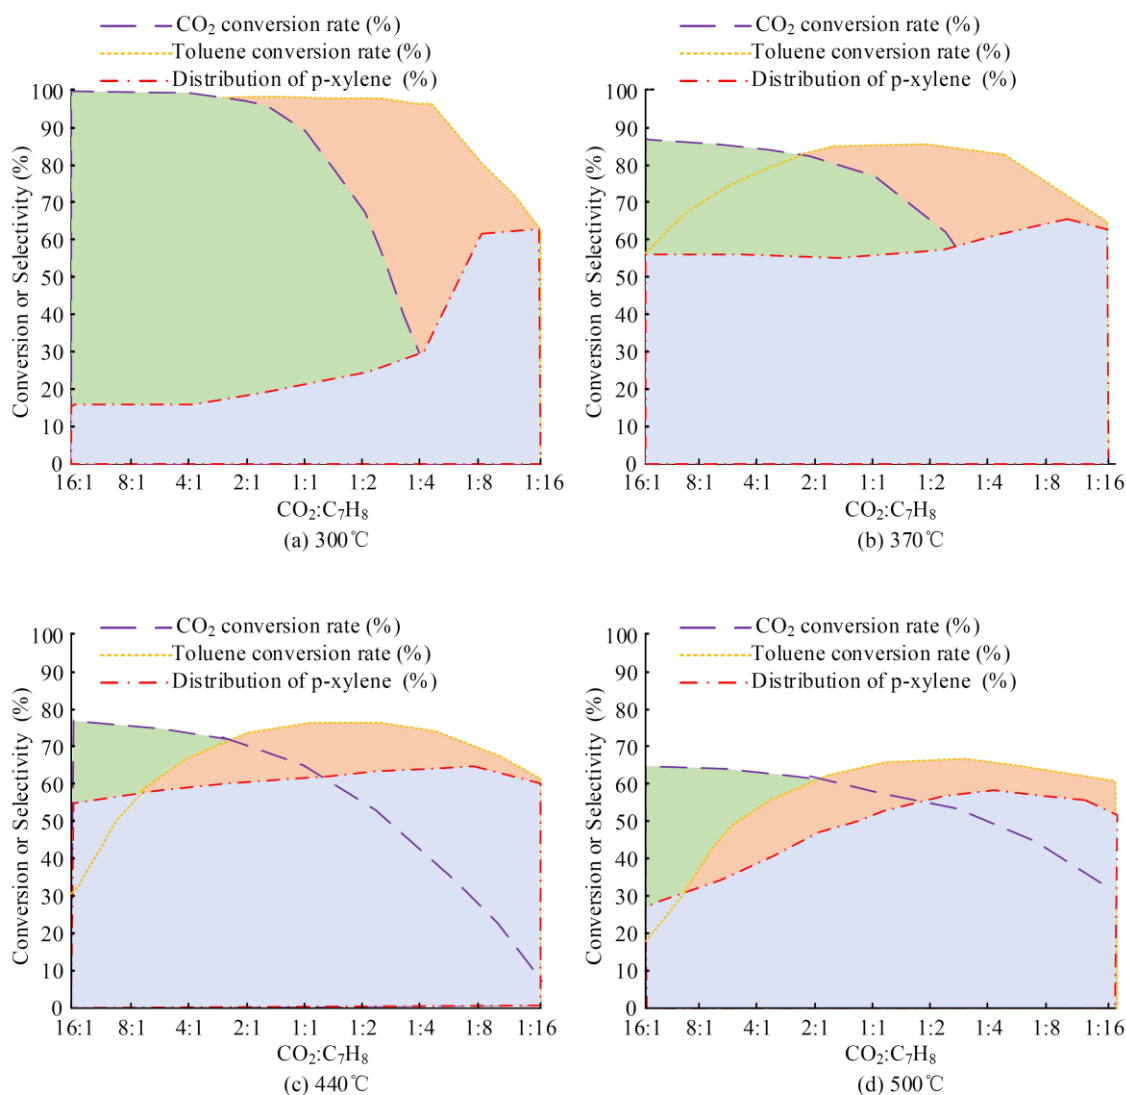 CO₂ conversion rate (%)
Toluene conversion rate (%)
Distribution of p-xylene (%)
Conversion or Selectivity (%)
100
90
80
70
60
50
40
30
20
10
0
16:1 8:1 4:1 2:1 1:1 1:2 1:4 1:8 1:16
CO₂:C₇H₈
(a) 300℃
CO₂ conversion rate (%)
Toluene conversion rate (%)
Distribution of p-xylene (%)
Conversion or Selectivity (%)
100
90
80
70
60
50
40
30
20
10
0
16:1 8:1 4:1 2:1 1:1 1:2 1:4 1:8 1:16
CO₂:C₇H₈
(b) 370℃
CO₂ conversion rate (%)
Toluene conversion rate (%)
Distribution of p-xylene (%)
Conversion or Selectivity (%)
100
90
80
70
60
50
40
30
20
10
0
16:1 8:1 4:1 2:1 1:1 1:2 1:4 1:8 1:16
CO₂:C₇H₈
(c) 440℃
CO₂ conversion rate (%)
Toluene conversion rate (%)
Distribution of p-xylene (%)
Conversion or Selectivity (%)
100
90
80
70
60
50
40
30
20
10
0
16:1 8:1 4:1 2:1 1:1 1:2 1:4 1:8 1:16
CO₂:C₇H₈
(d) 500℃